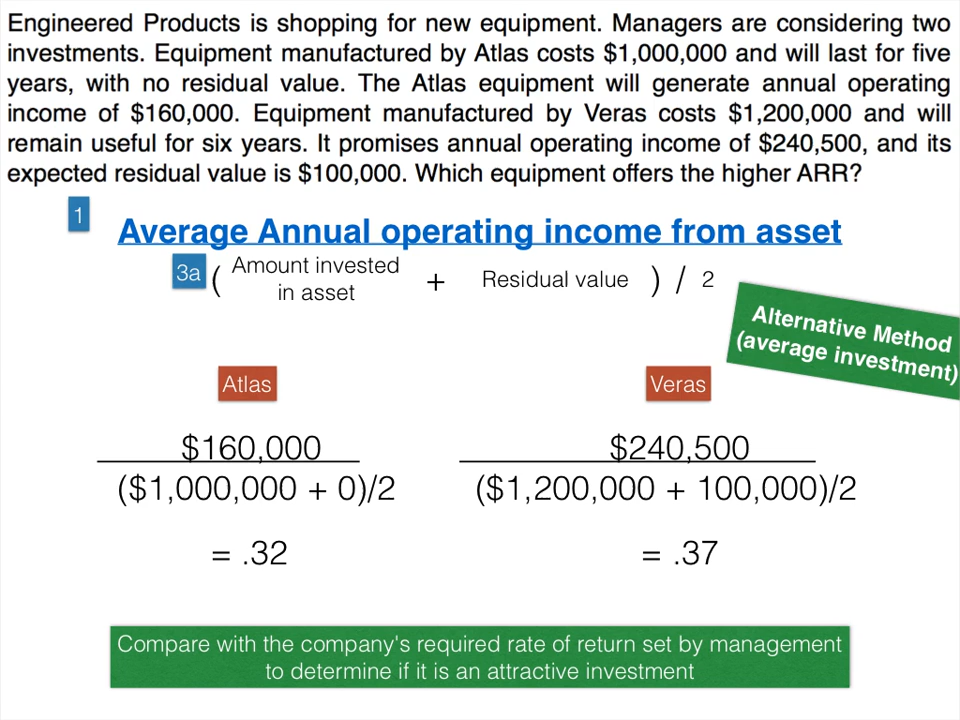 Engineered Products is shopping for new equipment. Managers are considering two
investments. Equipment manufactured by Atlas costs $1,000,000 and will last for five
years, with no residual value. The Atlas equipment will generate annual operating
income of $160,000. Equipment manufactured by Veras costs $1,200,000 and will
remain useful for six years. It promises annual operating income of $240,500, and its
expected residual value is $100,000. Which equipment offers the higher ARR?
1
Average Annual operating income from asset
3a ( Amount invested in asset + Residual value ) / 2
Alternative Method
(average investment)
Atlas
$160,000
($1,000,000 + 0)/2
= .32
Veras
$240,500
($1,200,000 + 100,000)/2
= .37
Compare with the company's required rate of return set by management
to determine if it is an attractive investment